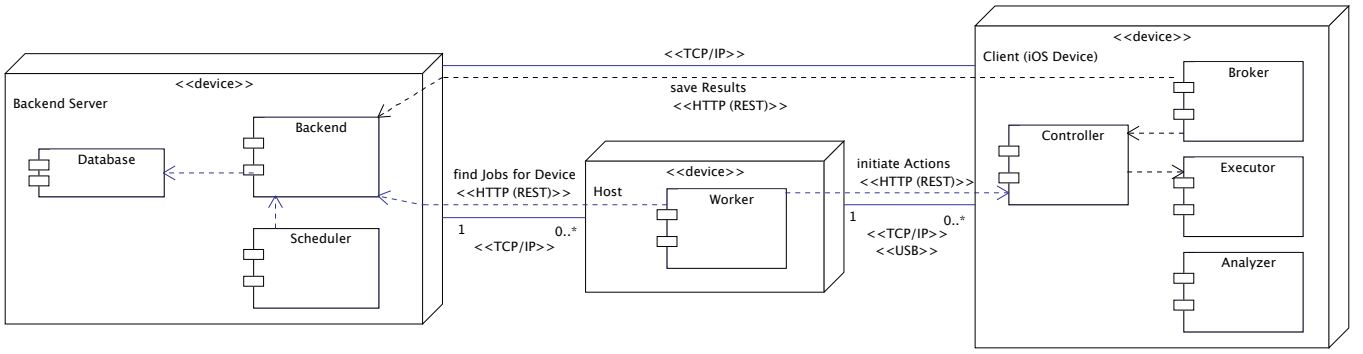 <<device>>
Backend Server
Database
Backend
Scheduler
<<TCP/IP>>
save Results
<<HTTP (REST)>>
find Jobs for Device
<<HTTP (REST)>>
1
0..*
<<TCP/IP>>
<<device>>
Host
Worker
initiate Actions
<<HTTP (REST)>>
1
0..*
<<TCP/IP>>
<<USB>>
<<device>>
Client (iOS Device)
Broker
Controller
Executor
Analyzer